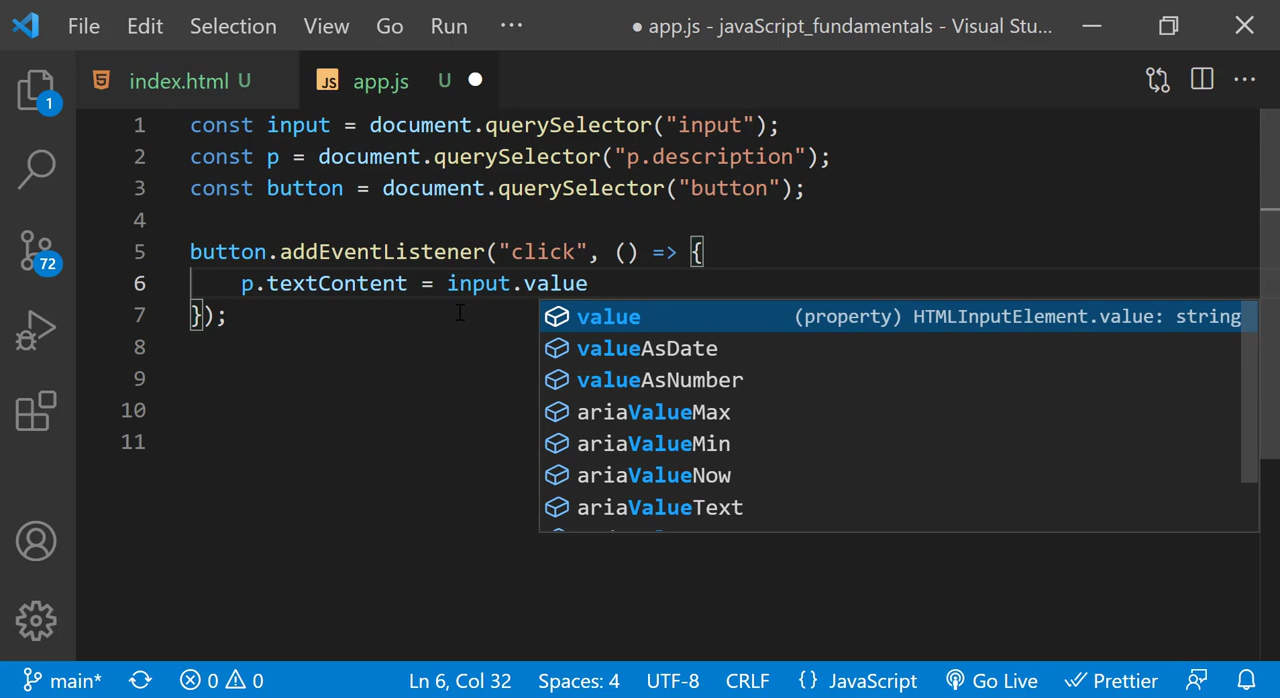 File Edit Selection View Go Run ··· ● app.js - javaScript_fundamentals - Visual Stu...
index.html U JS app.js U ●
1
1 const input = document.querySelector("input");
2 const p = document.querySelector("p.description");
3 const button = document.querySelector("button");
4
5 button.addEventListener("click", () => {
6 p.textContent = input.value
7 });
8
9
10
11
72
value (property) HTMLInputElement.value: string
valueAsDate
valueAsNumber
ariaValueMax
ariaValueMin
ariaValueNow
ariaValueText
main* 0 0 Ln 6, Col 32 Spaces: 4 UTF-8 CRLF {} JavaScript Go Live Prettier